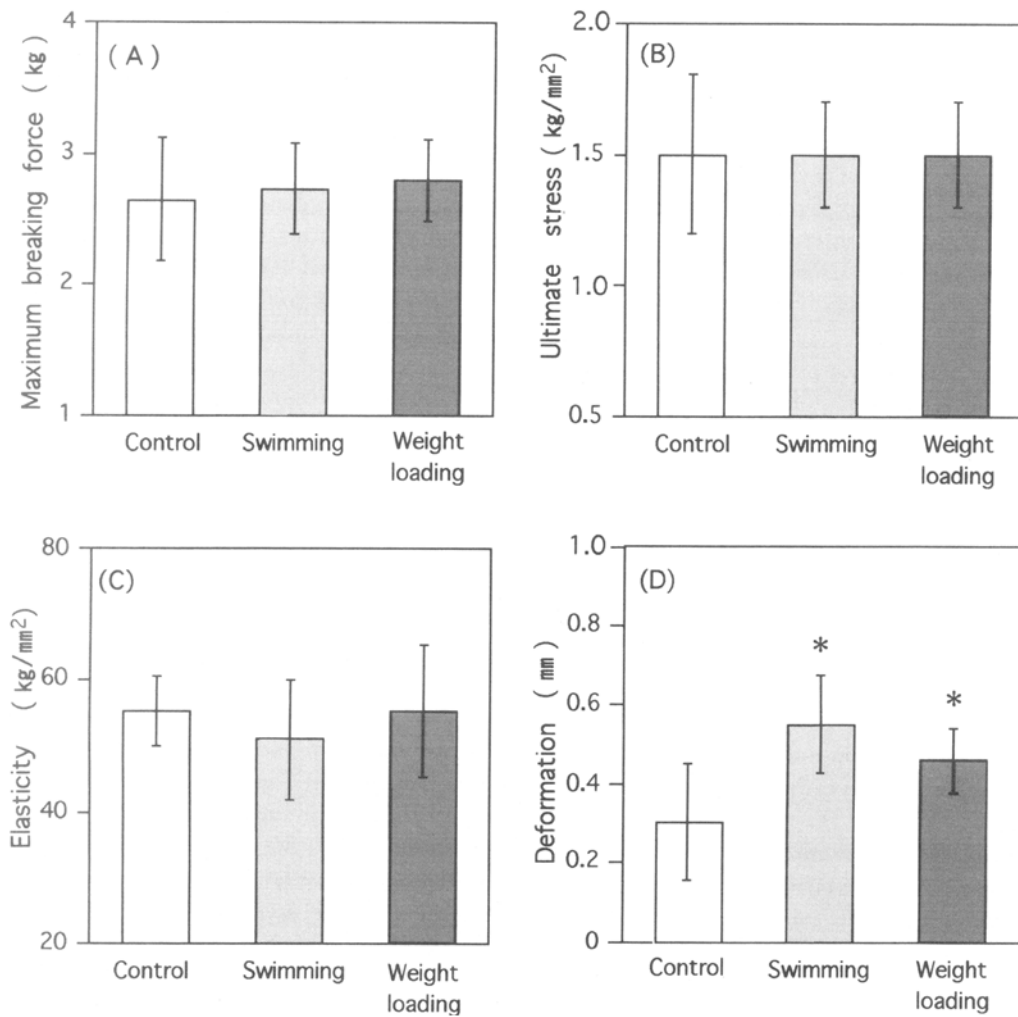 (A)
Maximum breaking force (kg)
4
3
2
1
Control
Swimming
Weight
loading
(B)
Ultimate stress (kg/mm²)
2.0
1.5
1.0
0.5
Control
Swimming
Weight
loading
(C)
Elasticity (kg/mm²)
80
60
40
20
Control
Swimming
Weight
loading
(D)
Deformation (mm)
1.0
0.8
0.6
0.4
0.2
0
*
*
Control
Swimming
Weight
loading